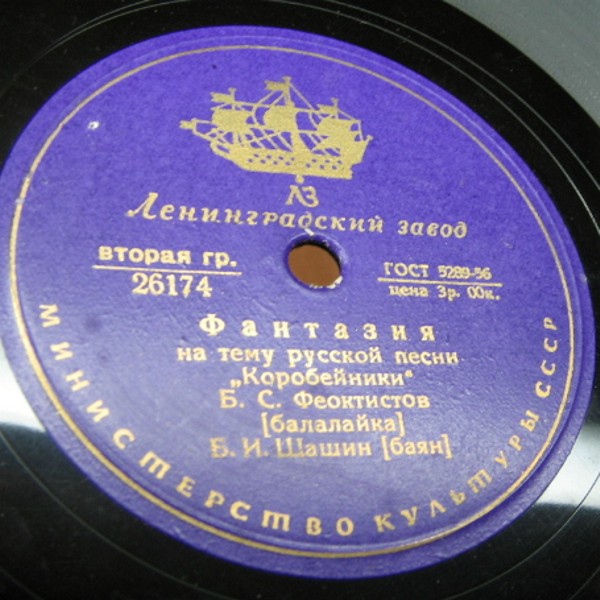 ЛЗ
Ленинградский завод
вторая гр.
26174
ГОСТ 5289-56
цена 3р. 00к.
Фантазия
на тему русской песни
„Коробейники“
Б. С. Феоктистов
[балалайка]
Б. И. Шашин [баян]
МИНИСТЕРСТВО КУЛЬТУРЫ СССР